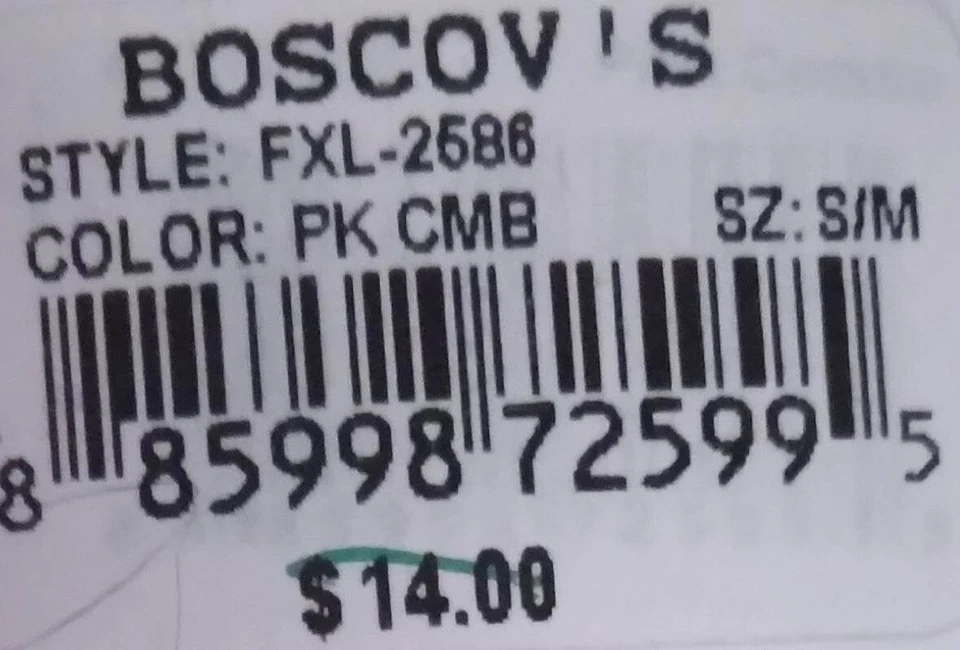 BOSCOV'S
STYLE: FXL-2586
COLOR: PK CMB SZ: S/M
8 85998 72599 5
$14.00